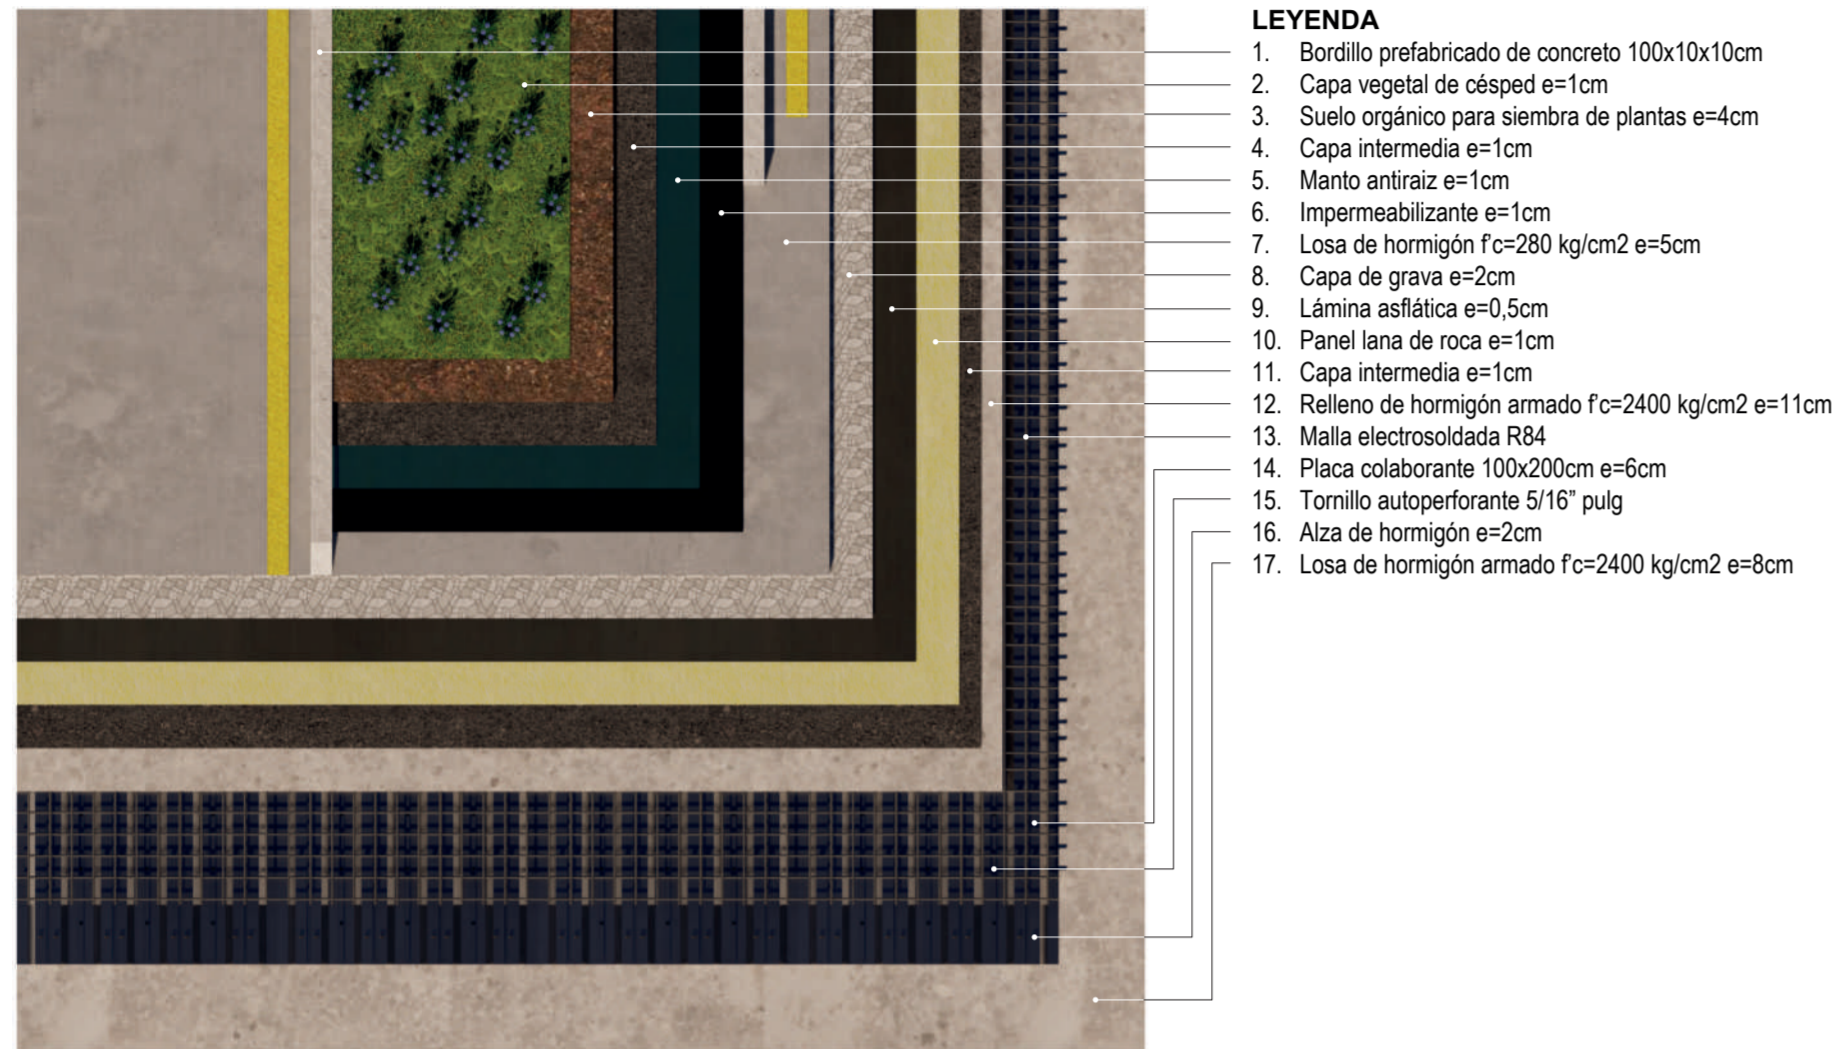 LEYENDA
1. Bordillo prefabricado de concreto 100x10x10cm
2. Capa vegetal de césped e=1cm
3. Suelo orgánico para siembra de plantas e=4cm
4. Capa intermedia e=1cm
5. Manto antiraiz e=1cm
6. Impermeabilizante e=1cm
7. Losa de hormigón f'c=280 kg/cm2 e=5cm
8. Capa de grava e=2cm
9. Lámina asflática e=0,5cm
10. Panel lana de roca e=1cm
11. Capa intermedia e=1cm
12. Relleno de hormigón armado f'c=2400 kg/cm2 e=11cm
13. Malla electrosoldada R84
14. Placa colaborante 100x200cm e=6cm
15. Tornillo autoperforante 5/16” pulg
16. Alza de hormigón e=2cm
17. Losa de hormigón armado f'c=2400 kg/cm2 e=8cm